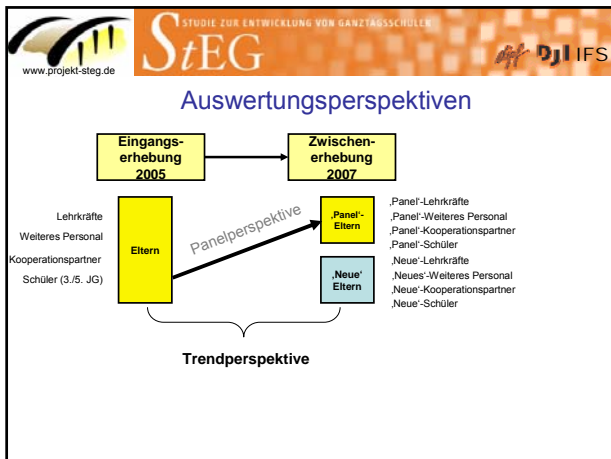 www.projekt-steg.de
STUDIE ZUR ENTWICKLUNG VON GANZTAGSSCHULEN
StEG
dipf DJI IFS
Auswertungsperspektiven
Eingangs-
erhebung
2005
Zwischen-
erhebung
2007
Lehrkräfte
Weiteres Personal
Kooperationspartner
Schüler (3./5. JG)
Eltern
Panelperspektive
‚Panel‘-
Eltern
‚Panel‘-Lehrkräfte
‚Panel‘-Weiteres Personal
‚Panel‘-Kooperationspartner
‚Panel‘-Schüler
‚Neue‘
Eltern
‚Neue‘-Lehrkräfte
‚Neues‘-Weiteres Personal
‚Neue‘-Kooperationspartner
‚Neue‘-Schüler
Trendperspektive